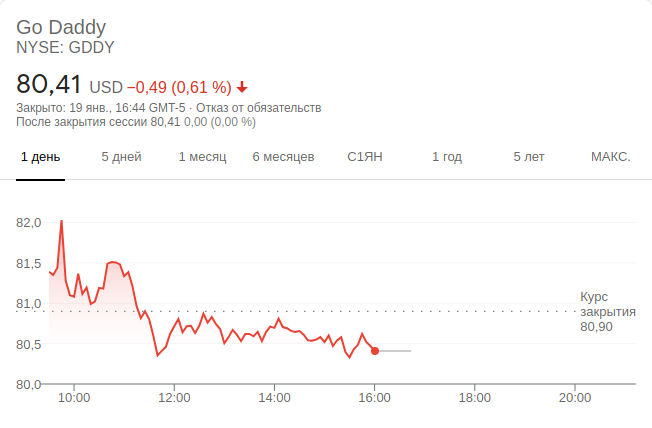 Go Daddy
NYSE: GDDY
80,41 USD −0,49 (0,61 %)
Закрыто: 19 янв., 16:44 GMT-5 · Отказ от обязательств
После закрытия сессии 80,41 0,00 (0,00 %)
1 день 5 дней 1 месяц 6 месяцев С1ЯН 1 год 5 лет МАКС.
82,0
81,5
81,0
80,5
80,0
Курс
закрытия
80,90
10:00 12:00 14:00 16:00 18:00 20:00